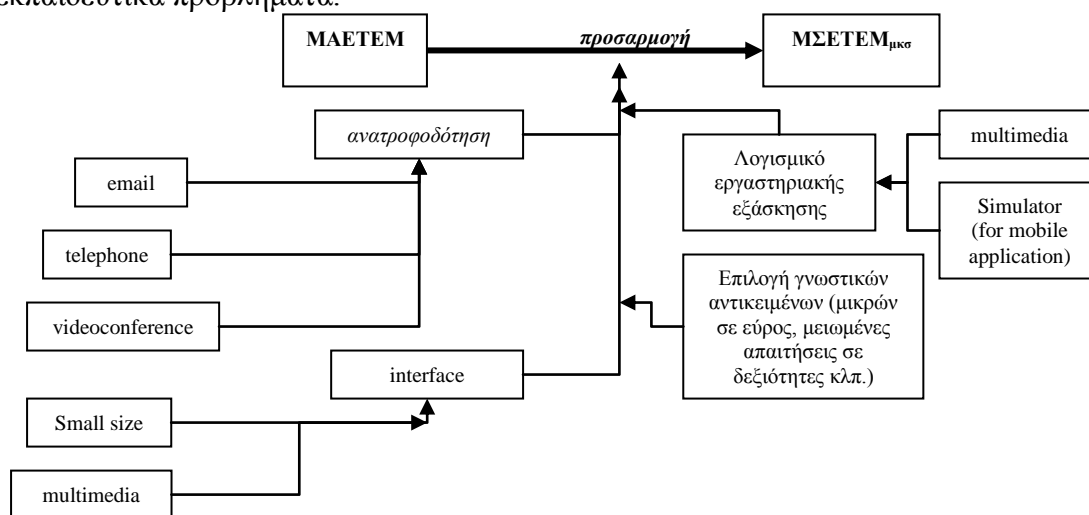 εκπαιδευτικά προβλήματα.
ΜΑΕΤΕΜ
προσαρμογή
ΜΣΕΤΕΜμκσ
ανατροφοδότηση
email
telephone
videoconference
interface
Small size
multimedia
Λογισμικό
εργαστηριακής
εξάσκησης
multimedia
Simulator
(for mobile
application)
Επιλογή γνωστικών
αντικειμένων (μικρών
σε εύρος, μειωμένες
απαιτήσεις σε
δεξιότητες κλπ.)